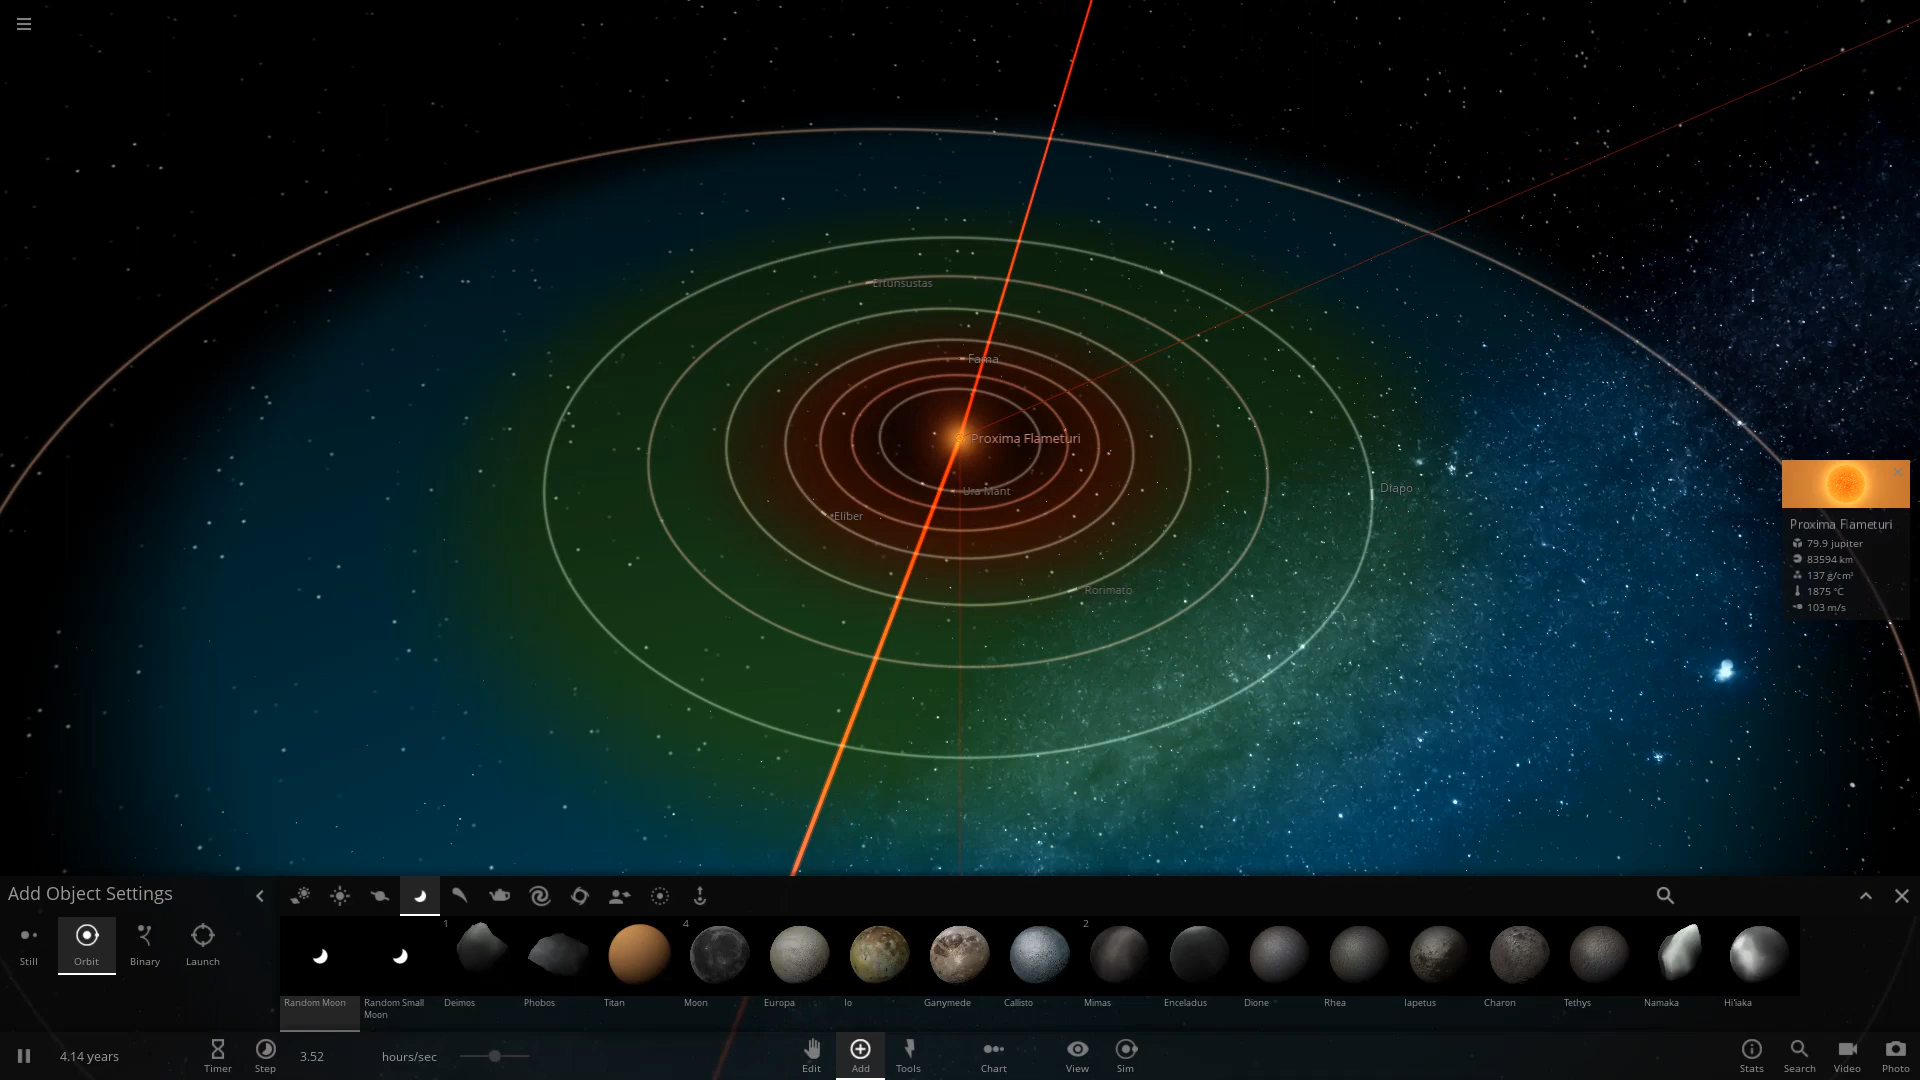 Ertunsustas
Fama
Proxima Flameturi
Ura Mant
Eliber
Diapo
Rorimato
Proxima Flameturi
79.9 jupiter
83594 km
137 g/cm³
1875 °C
103 m/s
Add Object Settings
Still
Orbit
Binary
Launch
1
4
2
Random Moon
Random Small Moon
Deimos
Phobos
Titan
Moon
Europa
Io
Ganymede
Callisto
Mimas
Enceladus
Dione
Rhea
Iapetus
Charon
Tethys
Namaka
Hi'iaka
4.14 years
Timer
Step
3.52
hours/sec
Edit
Add
Tools
Chart
View
Sim
Stats
Search
Video
Photo